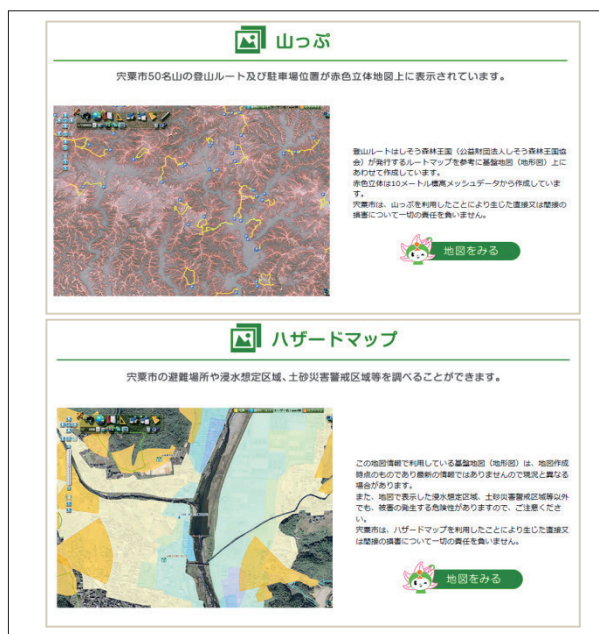 山っぷ
宍粟市50名山の登山ルート及び駐車場位置が赤色立体地図上に表示されています。
登山ルートはしそう森林王国（公益財団法人しそう森林王国協
会）が発行するルートマップを参考に基盤地図（地形図）上に
あわせて作成しています。
赤色立体は10メートル標高メッシュデータから作成していま
す。
宍粟市は、山っぷを利用したことにより生じた直接又は間接の
損害について一切の責任を負いません。
地図をみる
ハザードマップ
宍粟市の避難場所や浸水想定区域、土砂災害警戒区域等を調べることができます。
この地図情報で利用している基盤地図（地形図）は、地図作成
時点のものであり最新の情報ではありませんので現況と異なる
場合があります。
また、地図で表示した浸水想定区域、土砂災害警戒区域等以外
でも、被害の発生する危険性がありますので、ご注意くださ
い。
宍粟市は、ハザードマップを利用したことにより生じた直接又
は間接の損害について一切の責任を負いません。
地図をみる